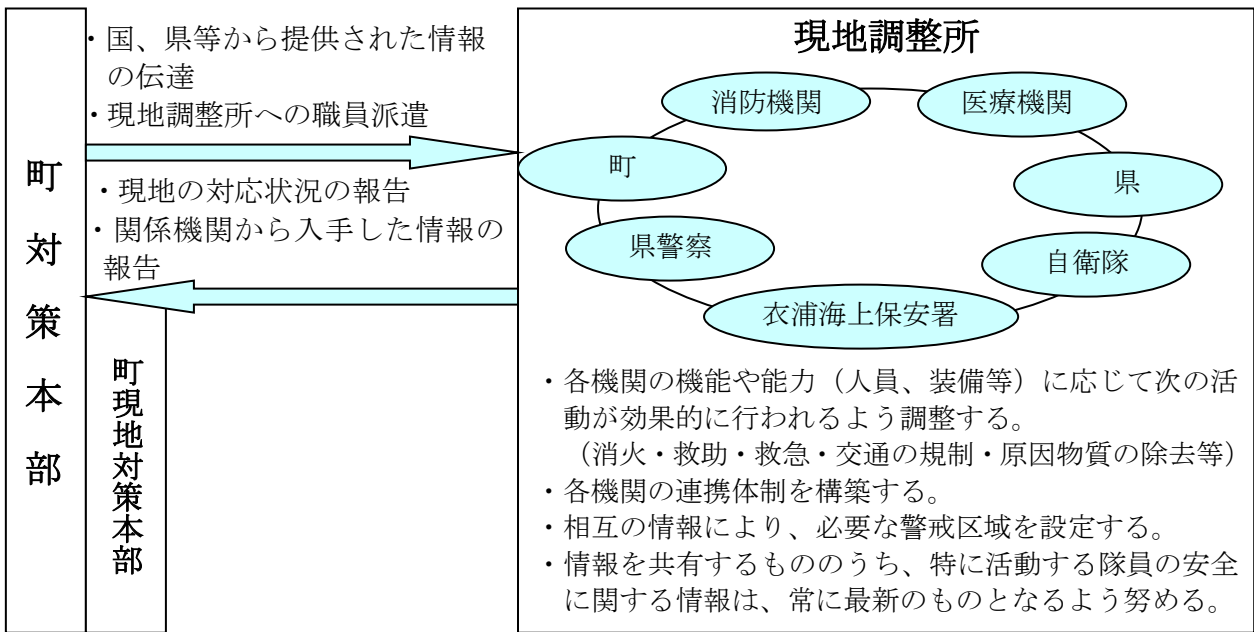 町対策本部
・国、県等から提供された情報
の伝達
・現地調整所への職員派遣
・現地の対応状況の報告
・関係機関から入手した情報の
報告
町現地対策本部
現地調整所
消防機関
医療機関
町
県
県警察
自衛隊
衣浦海上保安署
・各機関の機能や能力（人員、装備等）に応じて次の活
動が効果的に行われるよう調整する。
（消火・救助・救急・交通の規制・原因物質の除去等）
・各機関の連携体制を構築する。
・相互の情報により、必要な警戒区域を設定する。
・情報を共有するもののうち、特に活動する隊員の安全
に関する情報は、常に最新のものとなるよう努める。